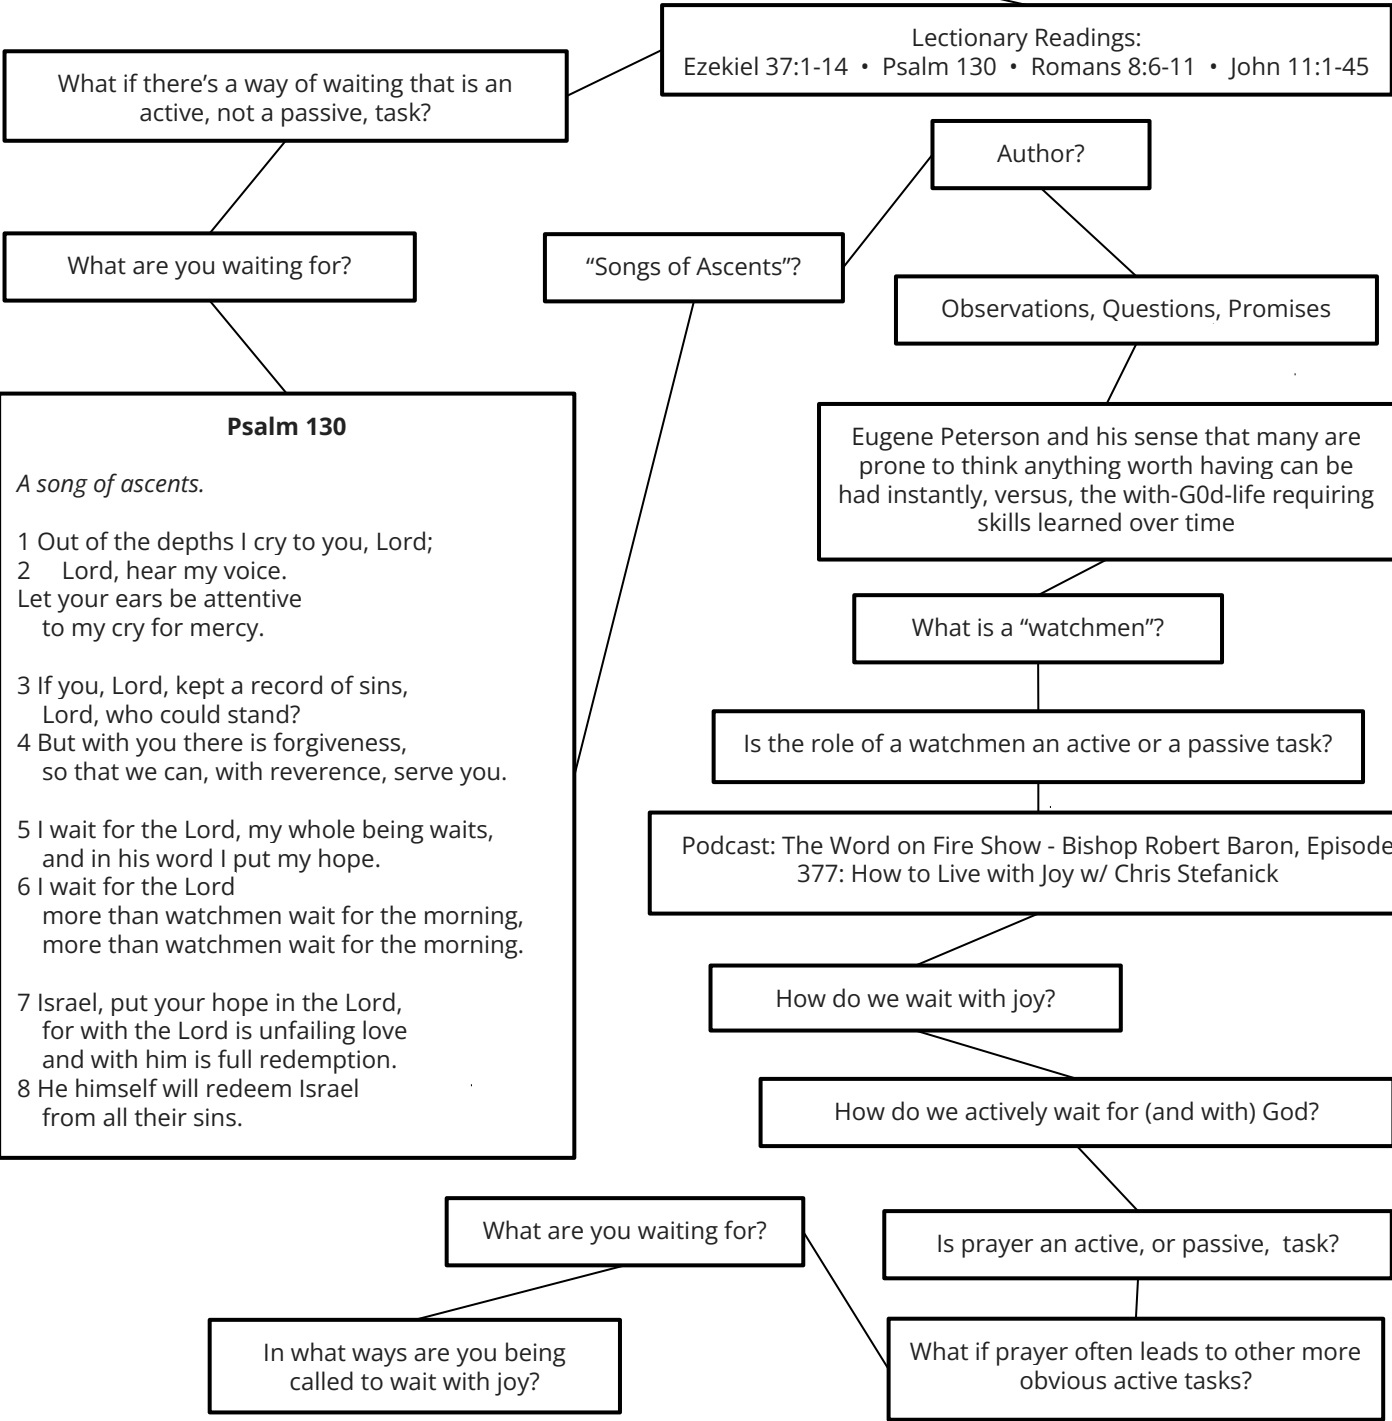 Lectionary Readings:
Ezekiel 37:1-14 • Psalm 130 • Romans 8:6-11 • John 11:1-45
What if there’s a way of waiting that is an
active, not a passive, task?
What are you waiting for?
Psalm 130
A song of ascents.
1 Out of the depths I cry to you, Lord;
2 Lord, hear my voice.
Let your ears be attentive
to my cry for mercy.
3 If you, Lord, kept a record of sins,
Lord, who could stand?
4 But with you there is forgiveness,
so that we can, with reverence, serve you.
5 I wait for the Lord, my whole being waits,
and in his word I put my hope.
6 I wait for the Lord
more than watchmen wait for the morning,
more than watchmen wait for the morning.
7 Israel, put your hope in the Lord,
for with the Lord is unfailing love
and with him is full redemption.
8 He himself will redeem Israel
from all their sins.
“Songs of Ascents”?
Author?
Observations, Questions, Promises
Eugene Peterson and his sense that many are
prone to think anything worth having can be
had instantly, versus, the with-G0d-life requiring
skills learned over time
What is a “watchmen”?
Is the role of a watchmen an active or a passive task?
Podcast: The Word on Fire Show - Bishop Robert Baron, Episode
377: How to Live with Joy w/ Chris Stefanick
How do we wait with joy?
How do we actively wait for (and with) God?
Is prayer an active, or passive, task?
What if prayer often leads to other more
obvious active tasks?
What are you waiting for?
In what ways are you being
called to wait with joy?